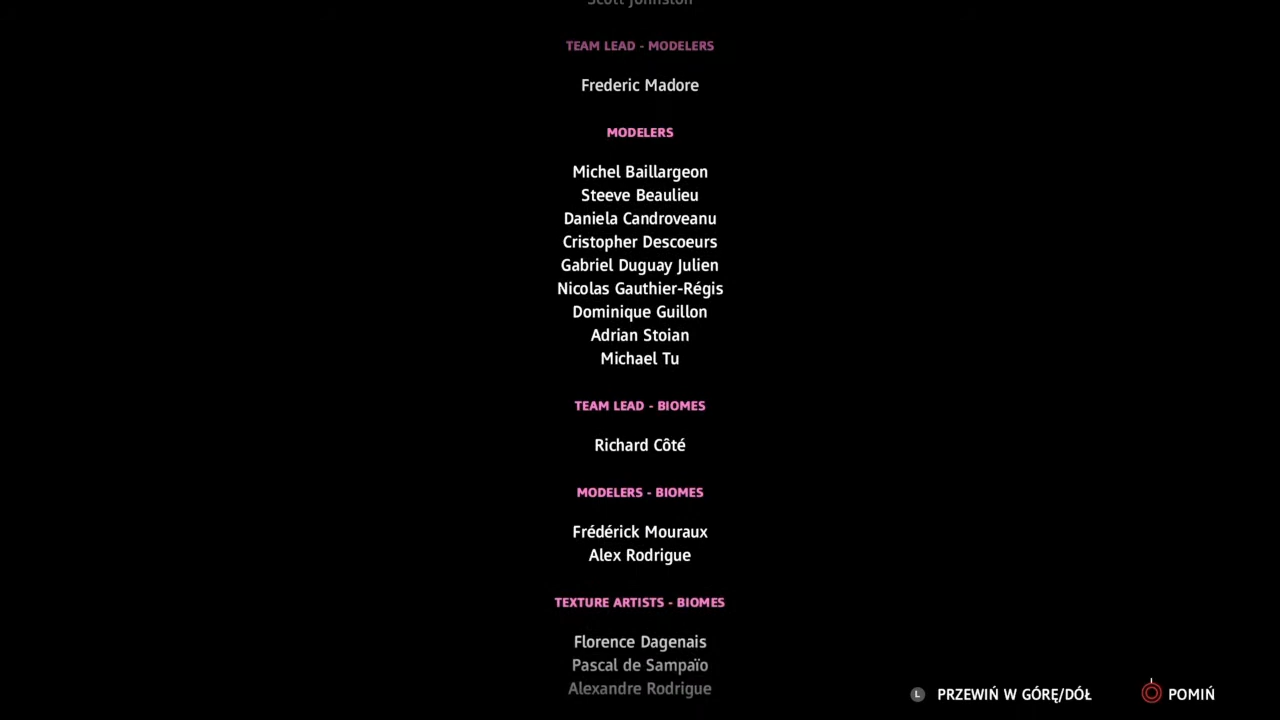 Scott Johnston
TEAM LEAD - MODELERS
Frederic Madore
MODELERS
Michel Baillargeon
Steeve Beaulieu
Daniela Candroveanu
Cristopher Descoeurs
Gabriel Duguay Julien
Nicolas Gauthier-Régis
Dominique Guillon
Adrian Stoian
Michael Tu
TEAM LEAD - BIOMES
Richard Côté
MODELERS - BIOMES
Frédérick Mouraux
Alex Rodrigue
TEXTURE ARTISTS - BIOMES
Florence Dagenais
Pascal de Sampaïo
Alexandre Rodrigue
L PRZEWIŃ W GÓRĘ/DÓŁ POMIŃ